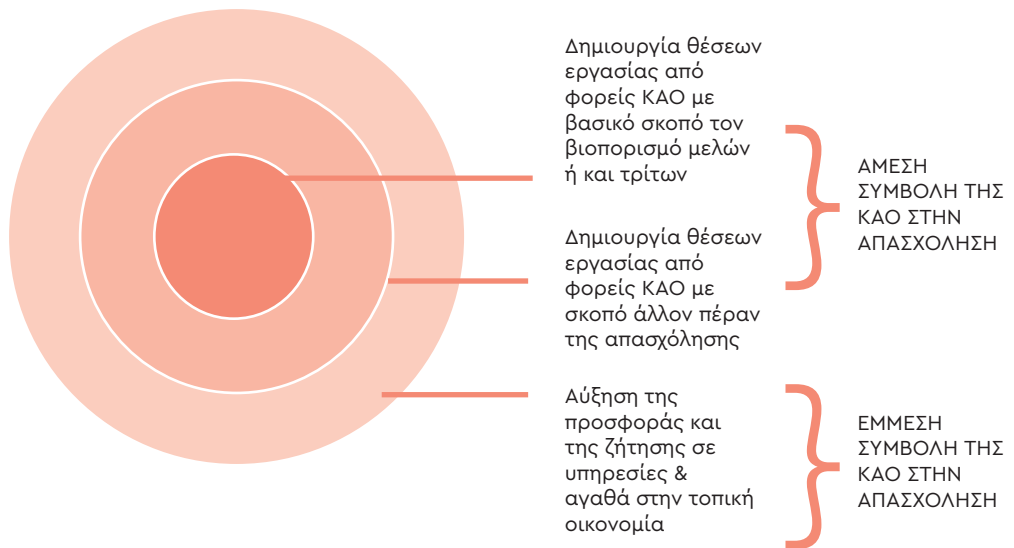 Δημιουργία θέσεων
εργασίας από
φορείς ΚΑΟ με
βασικό σκοπό τον
βιοπορισμό μελών
ή και τρίτων
ΑΜΕΣΗ
ΣΥΜΒΟΛΗ ΤΗΣ
ΚΑΟ ΣΤΗΝ
ΑΠΑΣΧΟΛΗΣΗ
Δημιουργία θέσεων
εργασίας από
φορείς ΚΑΟ με
σκοπό άλλον πέραν
της απασχόλησης
Αύξηση της
προσφοράς και
της ζήτησης σε
υπηρεσίες &
αγαθά στην τοπική
οικονομία
ΕΜΜΕΣΗ
ΣΥΜΒΟΛΗ ΤΗΣ
ΚΑΟ ΣΤΗΝ
ΑΠΑΣΧΟΛΗΣΗ